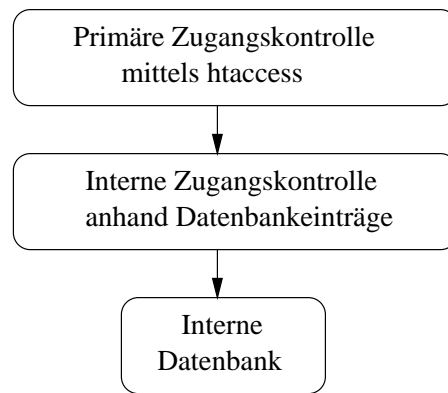 Primäre Zugangskontrolle
mittels htaccess
Interne Zugangskontrolle
anhand Datenbankeinträge
Interne
Datenbank